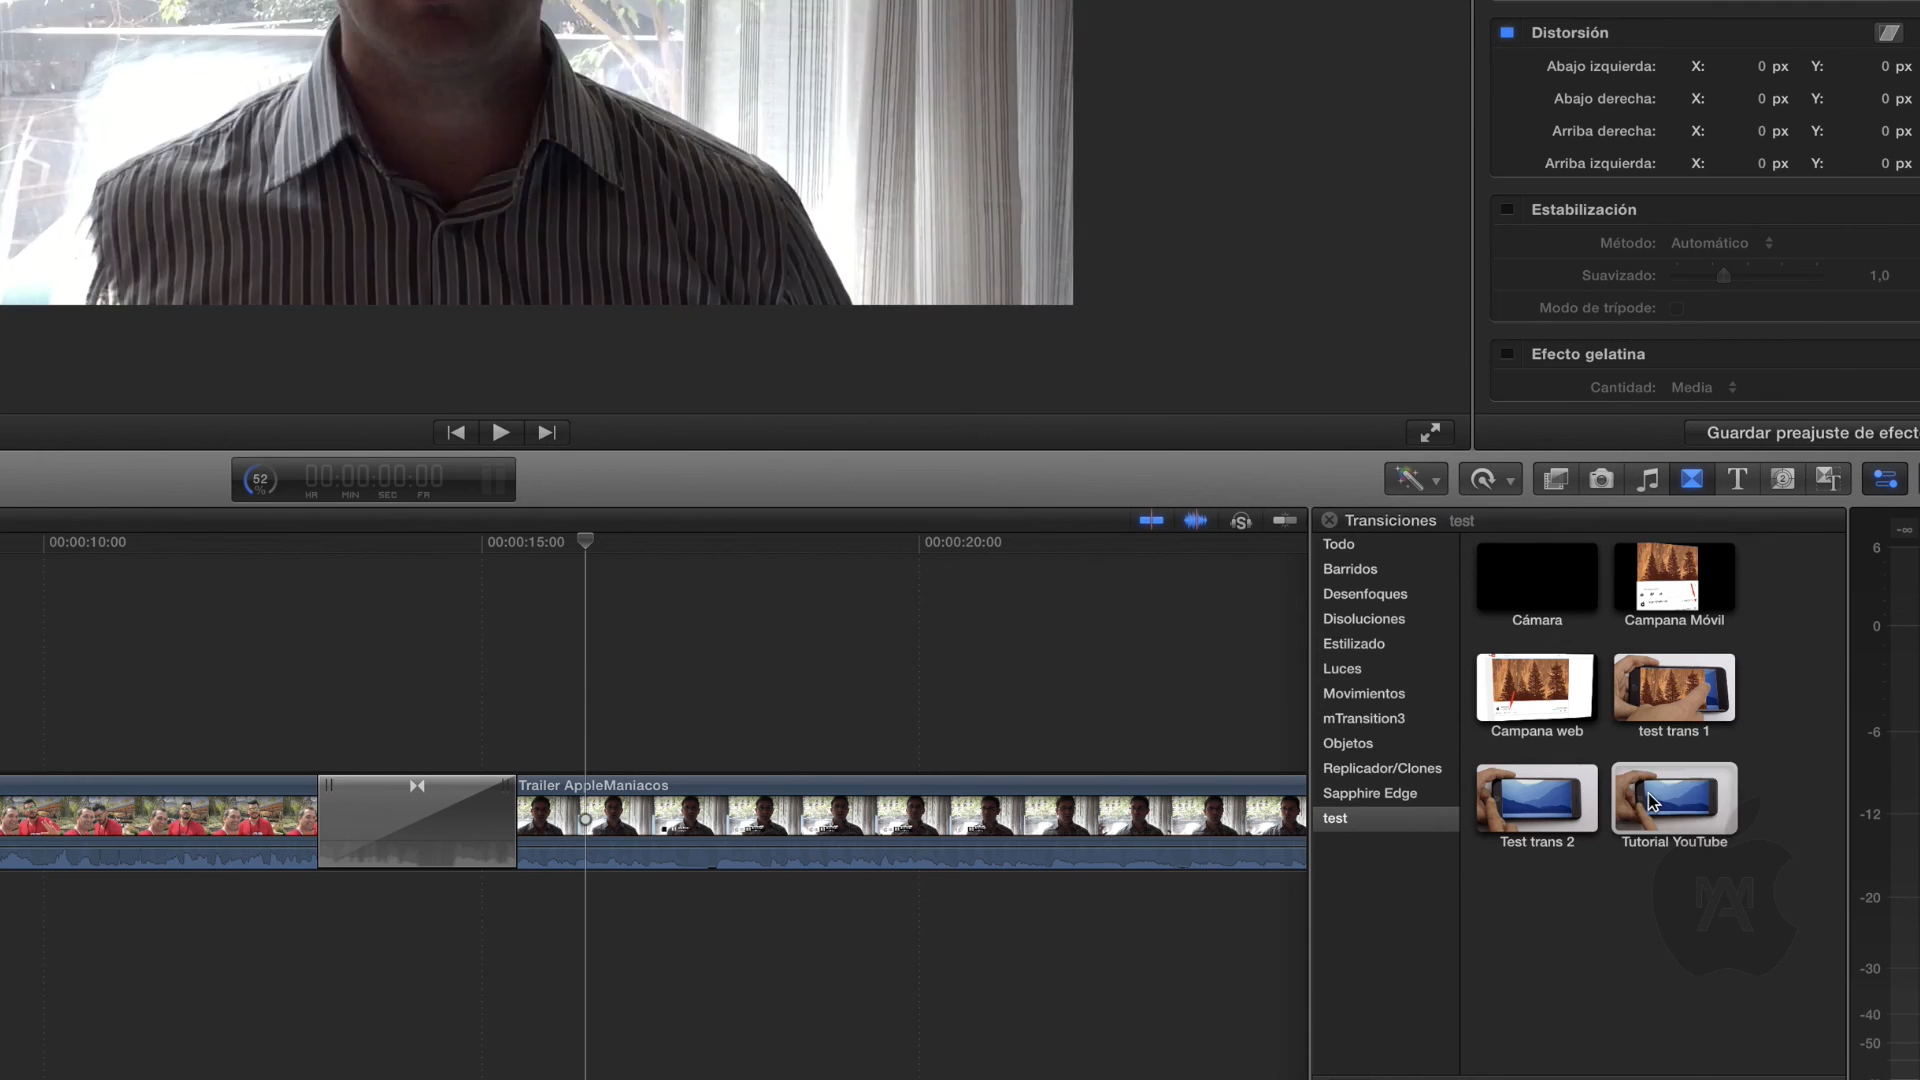 Distorsión
Abajo izquierda: X: 0 px Y: 0 px
Abajo derecha: X: 0 px Y: 0 px
Arriba derecha: X: 0 px Y: 0 px
Arriba izquierda: X: 0 px Y: 0 px
Estabilización
Método: Automático
Suavizado: 1,0
Modo de trípode:
Efecto gelatina
Cantidad: Media
Guardar preajuste de efect
52 %
00:00:00:00
HR MIN SEC FR
00:00:10:00
00:00:15:00
00:00:20:00
Trailer AppleManiacos
Transiciones test
Todo
Barridos
Desenfoques
Disoluciones
Estilizado
Luces
Movimientos
mTransition3
Objetos
Replicador/Clones
Sapphire Edge
test
Cámara
Campana Móvil
Campana web
test trans 1
Test trans 2
Tutorial YouTube
-∞
6
0
-6
-12
-20
-30
-40
-50